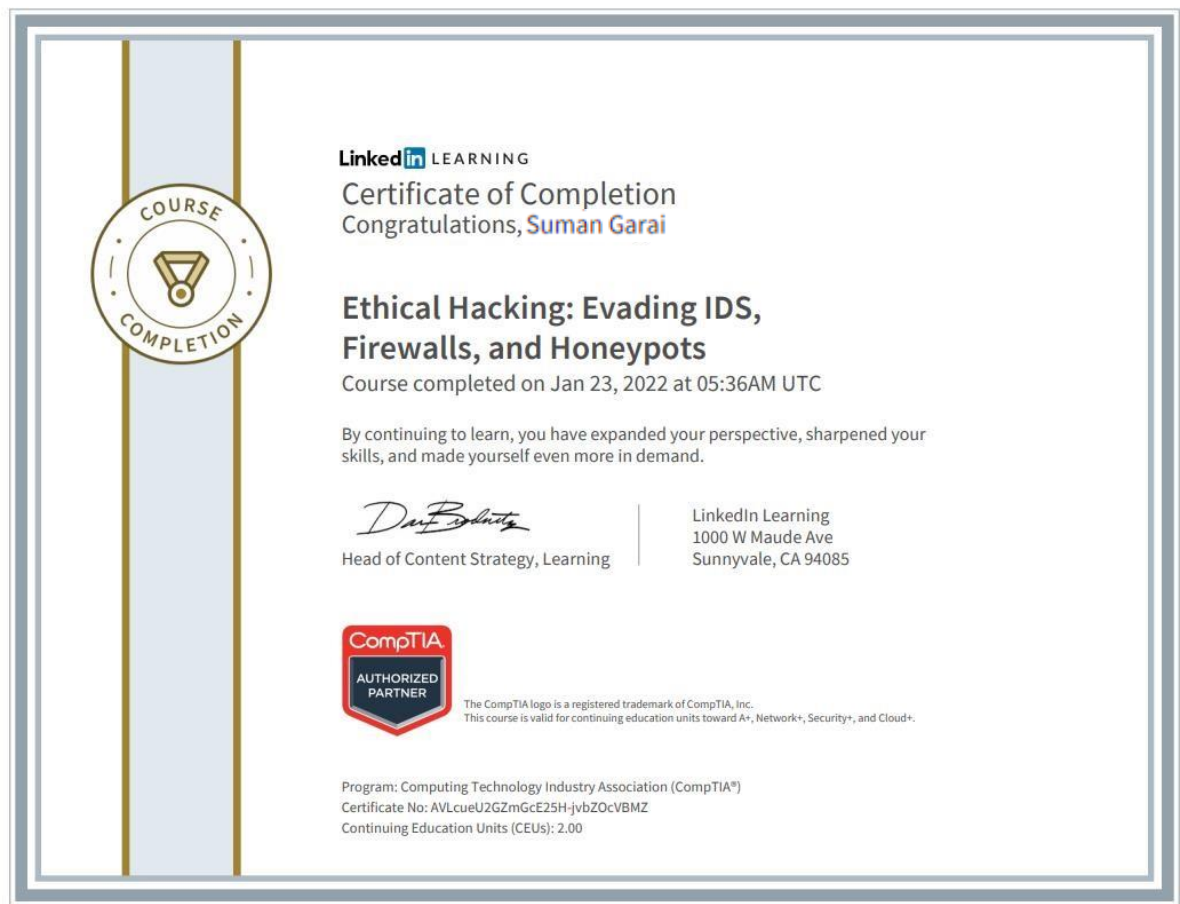 COURSE
COMPLETION
Linked in LEARNING
Certificate of Completion
Congratulations, Suman Garai
Ethical Hacking: Evading IDS,
Firewalls, and Honeypots
Course completed on Jan 23, 2022 at 05:36AM UTC
By continuing to learn, you have expanded your perspective, sharpened your
skills, and made yourself even more in demand.
Head of Content Strategy, Learning
LinkedIn Learning
1000 W Maude Ave
Sunnyvale, CA 94085
CompTIA.
AUTHORIZED
PARTNER
The CompTIA logo is a registered trademark of CompTIA, Inc.
This course is valid for continuing education units toward A+, Network+, Security+, and Cloud+.
Program: Computing Technology Industry Association (CompTIA®)
Certificate No: AVLcueU2GZmGcE25H-jvbZOcVBMZ
Continuing Education Units (CEUs): 2.00